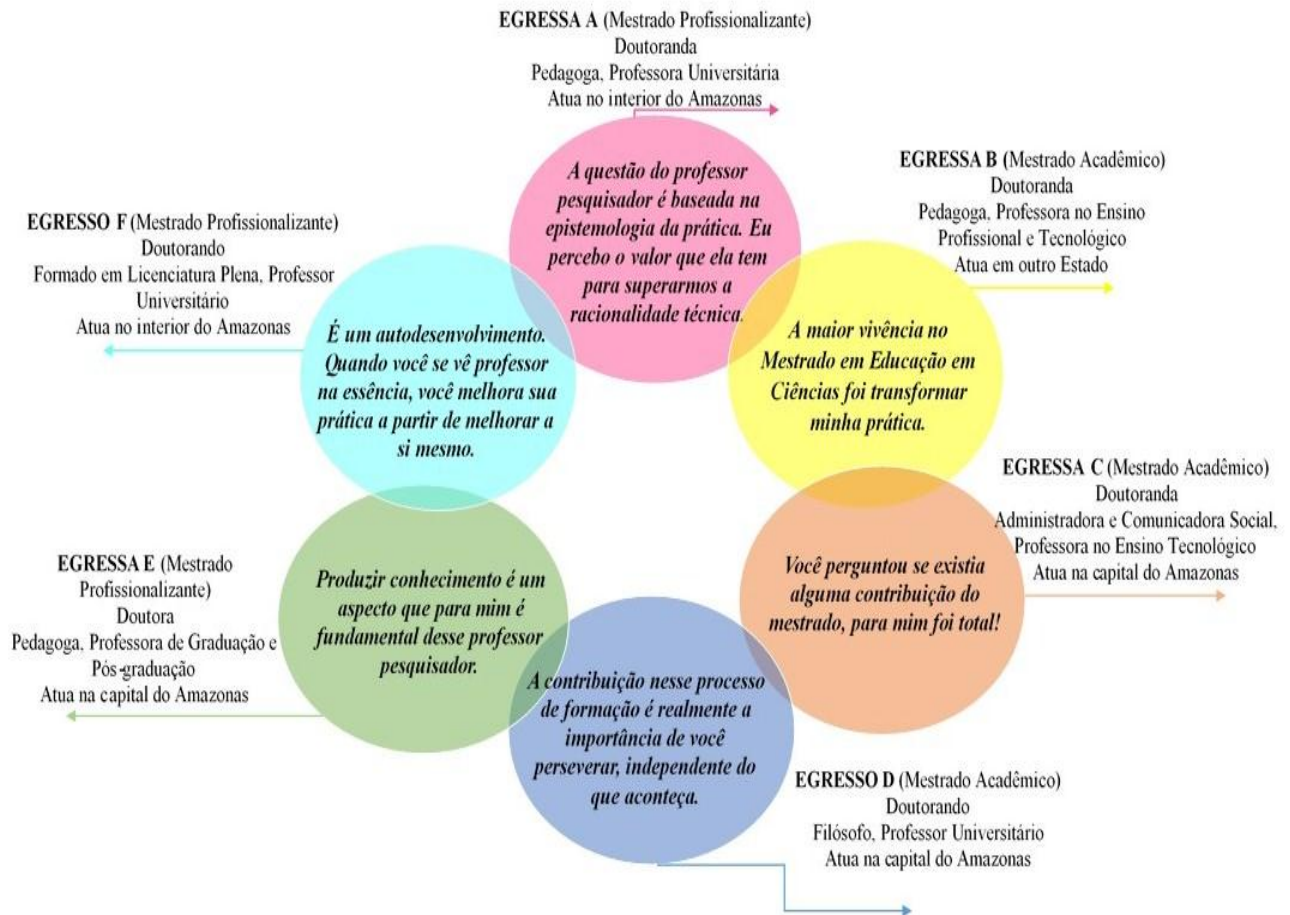 EGRESSA A (Mestrado Profissionalizante)
Doutoranda
Pedagoga, Professora Universitária
Atua no interior do Amazonas
A questão do professor
pesquisador é baseada na
epistemologia da prática. Eu
percebo o valor que ela tem
para superarmos a
racionalidade técnica.
EGRESSA B (Mestrado Acadêmico)
Doutoranda
Pedagoga, Professora no Ensino
Profissional e Tecnológico
Atua em outro Estado
A maior vivência no
Mestrado em Educação em
Ciências foi transformar
minha prática.
EGRESSA C (Mestrado Acadêmico)
Doutoranda
Administradora e Comunicadora Social,
Professora no Ensino Tecnológico
Atua na capital do Amazonas
Você perguntou se existia
alguma contribuição do
mestrado, para mim foi total!
EGRESSO D (Mestrado Acadêmico)
Doutorando
Filósofo, Professor Universitário
Atua na capital do Amazonas
A contribuição nesse processo
de formação é realmente a
importância de você
perseverar, independente do
que aconteça.
EGRESSA E (Mestrado
Profissionalizante)
Doutora
Pedagoga, Professora de Graduação e
Pós-graduação
Atua na capital do Amazonas
Produzir conhecimento é um
aspecto que para mim é
fundamental desse professor
pesquisador.
EGRESSO F (Mestrado Profissionalizante)
Doutorando
Formado em Licenciatura Plena, Professor
Universitário
Atua no interior do Amazonas
É um autodesenvolvimento.
Quando você se vê professor
na essência, você melhora sua
prática a partir de melhorar a
si mesmo.